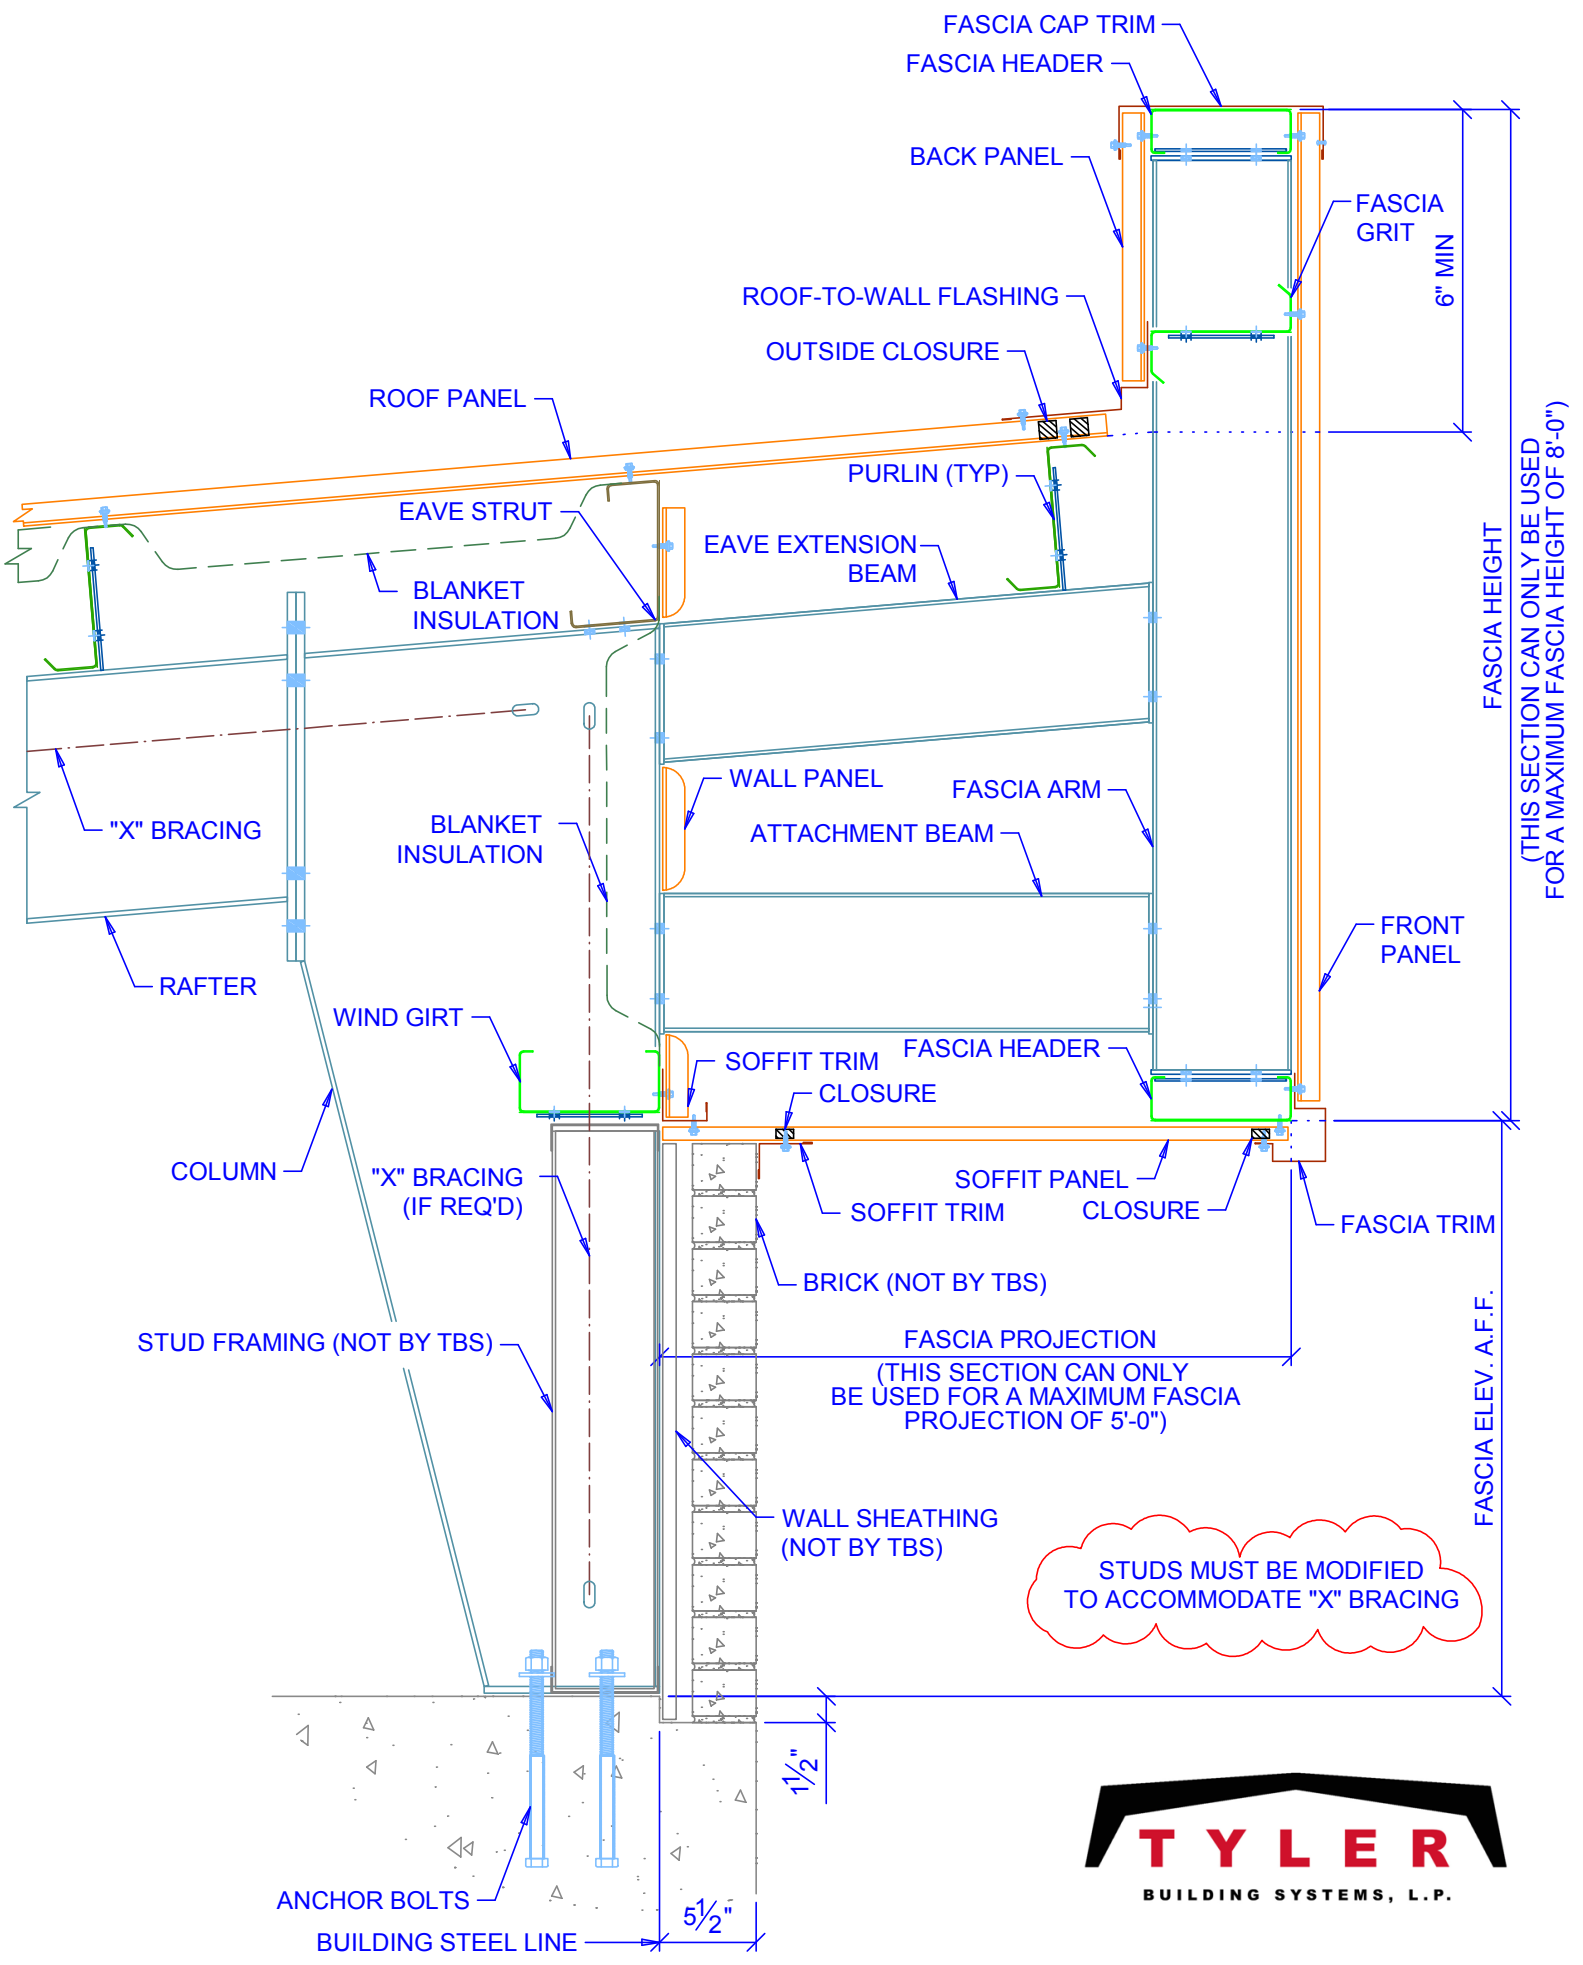 FASCIA CAP TRIM
FASCIA HEADER
BACK PANEL
FASCIA
GRIT
6" MIN
ROOF-TO-WALL FLASHING
OUTSIDE CLOSURE
ROOF PANEL
PURLIN (TYP)
EAVE STRUT
EAVE EXTENSION
BEAM
BLANKET
INSULATION
FASCIA HEIGHT
(THIS SECTION CAN ONLY BE USED
FOR A MAXIMUM FASCIA HEIGHT OF 8'-0")
WALL PANEL
FASCIA ARM
"X" BRACING
BLANKET
INSULATION
ATTACHMENT BEAM
FRONT
PANEL
RAFTER
WIND GIRT
SOFFIT TRIM
FASCIA HEADER
CLOSURE
COLUMN
"X" BRACING
(IF REQ'D)
SOFFIT PANEL
SOFFIT TRIM
CLOSURE
FASCIA TRIM
BRICK (NOT BY TBS)
STUD FRAMING (NOT BY TBS)
FASCIA PROJECTION
(THIS SECTION CAN ONLY
BE USED FOR A MAXIMUM FASCIA
PROJECTION OF 5'-0")
FASCIA ELEV. A.F.F.
WALL SHEATHING
(NOT BY TBS)
STUDS MUST BE MODIFIED
TO ACCOMMODATE "X" BRACING
1½"
ANCHOR BOLTS
5½"
BUILDING STEEL LINE
TYLER
BUILDING SYSTEMS, L.P.